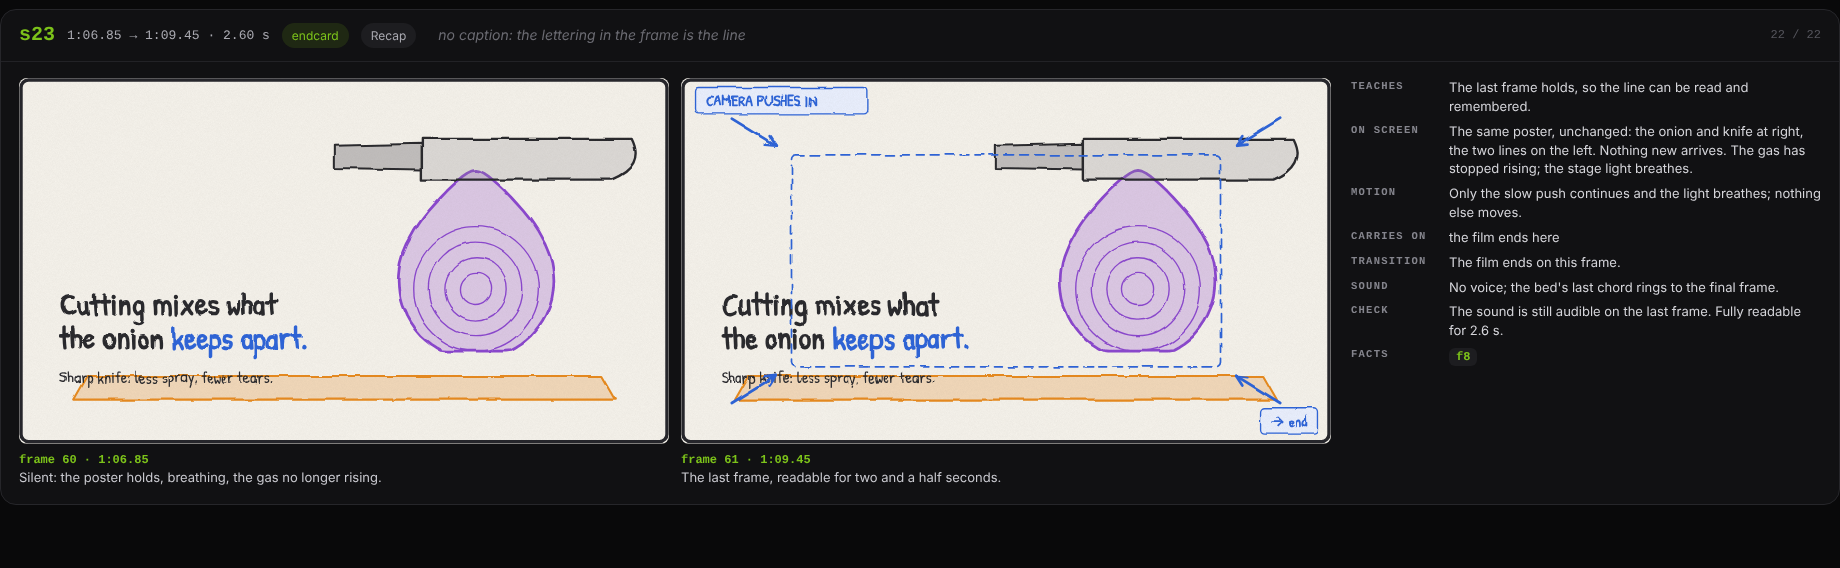 s23 1:06.85 → 1:09.45 · 2.60 s endcard Recap no caption: the lettering in the frame is the line 22 / 22
Cutting mixes what
the onion keeps apart.
Sharp knife: less spray, fewer tears.
frame 60 · 1:06.85
Silent: the poster holds, breathing, the gas no longer rising.
CAMERA PUSHES IN
Cutting mixes what
the onion keeps apart.
Sharp knife: less spray, fewer tears.
→ end
frame 61 · 1:09.45
The last frame, readable for two and a half seconds.
TEACHES The last frame holds, so the line can be read and
remembered.
ON SCREEN The same poster, unchanged: the onion and knife at right,
the two lines on the left. Nothing new arrives. The gas has
stopped rising; the stage light breathes.
MOTION Only the slow push continues and the light breathes; nothing
else moves.
CARRIES ON the film ends here
TRANSITION The film ends on this frame.
SOUND No voice; the bed's last chord rings to the final frame.
CHECK The sound is still audible on the last frame. Fully readable
for 2.6 s.
FACTS f8